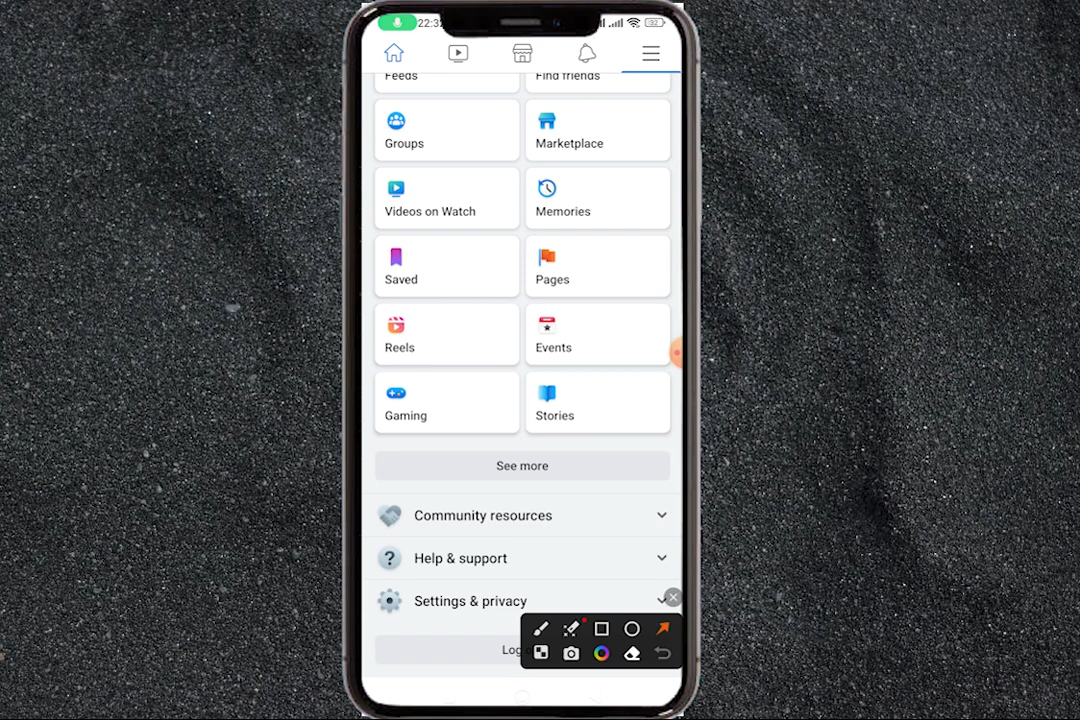 22:32
32
Feeds
Find friends
Groups
Marketplace
Videos on Watch
Memories
Saved
Pages
Reels
Events
Gaming
Stories
See more
Community resources
?
Help & support
Settings & privacy